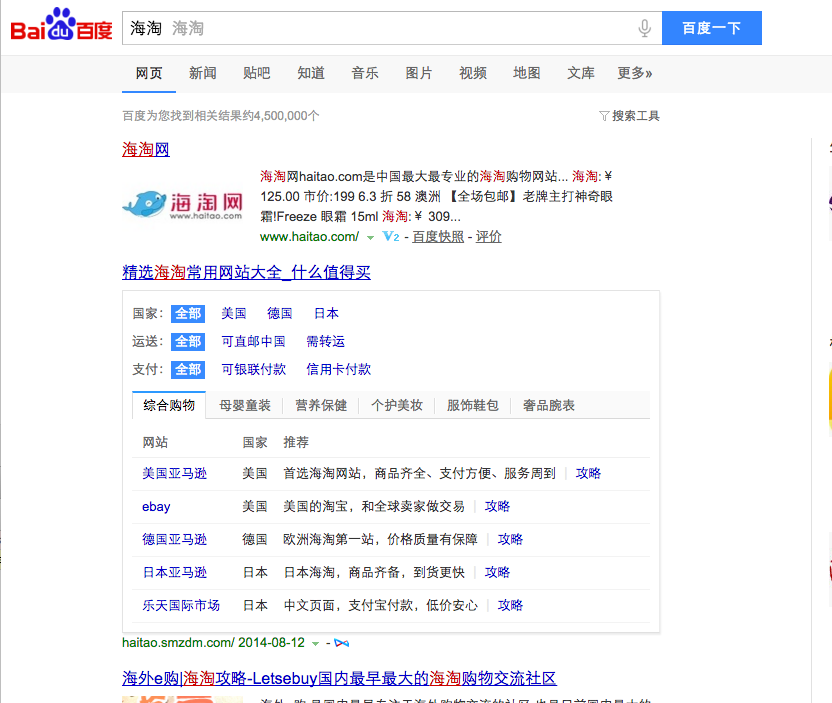 Bai du 百度 海淘 海淘 百度一下
网页 新闻 贴吧 知道 音乐 图片 视频 地图 文库 更多»
百度为您找到相关结果约4,500,000个 搜索工具
海淘网
海淘网haitao.com是中国最大最专业的海淘购物网站... 海淘: ¥
125.00 市价:199 6.3 折 58 澳洲 【全场包邮】老牌主打神奇眼
霜!Freeze 眼霜 15ml 海淘: ¥ 309...
海淘网
www.haitao.com
www.haitao.com/ V2 - 百度快照 - 评价
精选海淘常用网站大全_什么值得买
国家: 全部 美国 德国 日本
运送: 全部 可直邮中国 需转运
支付: 全部 可银联付款 信用卡付款
综合购物 母婴童装 营养保健 个护美妆 服饰鞋包 奢品腕表
网站 国家 推荐
美国亚马逊 美国 首选海淘网站，商品齐全、支付方便、服务周到 攻略
ebay 美国 美国的淘宝，和全球卖家做交易 攻略
德国亚马逊 德国 欧洲海淘第一站，价格质量有保障 攻略
日本亚马逊 日本 日本海淘，商品齐备，到货更快 攻略
乐天国际市场 日本 中文页面，支付宝付款，低价安心 攻略
haitao.smzdm.com/ 2014-08-12 -
海外e购|海淘攻略-Letsebuy国内最早最大的海淘购物交流社区